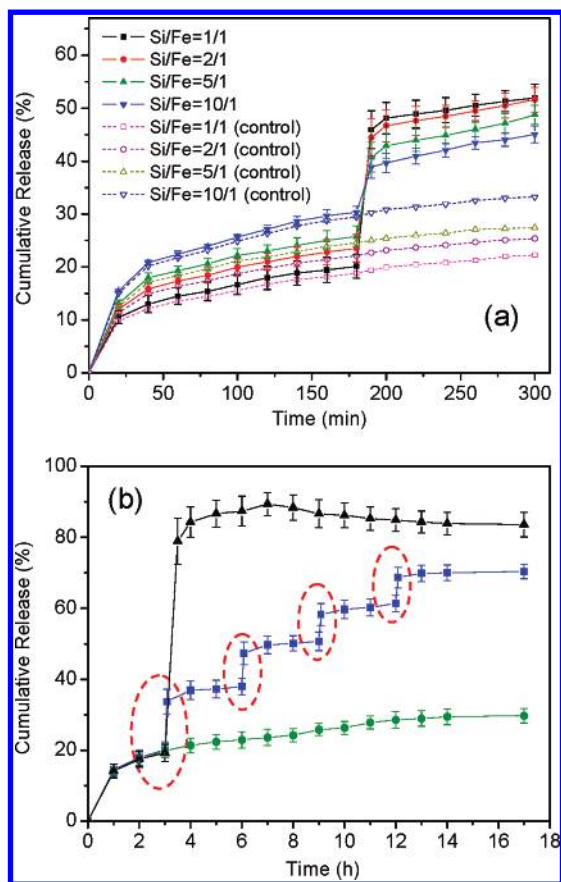 Si/Fe=1/1
Si/Fe=2/1
Si/Fe=5/1
Si/Fe=10/1
Si/Fe=1/1 (control)
Si/Fe=2/1 (control)
Si/Fe=5/1 (control)
Si/Fe=10/1 (control)
(a)
Cumulative Release (%)
60
50
40
30
20
10
0
0 50 100 150 200 250 300
Time (min)
(b)
Cumulative Release (%)
100
80
60
40
20
0
0 2 4 6 8 10 12 14 16 18
Time (h)